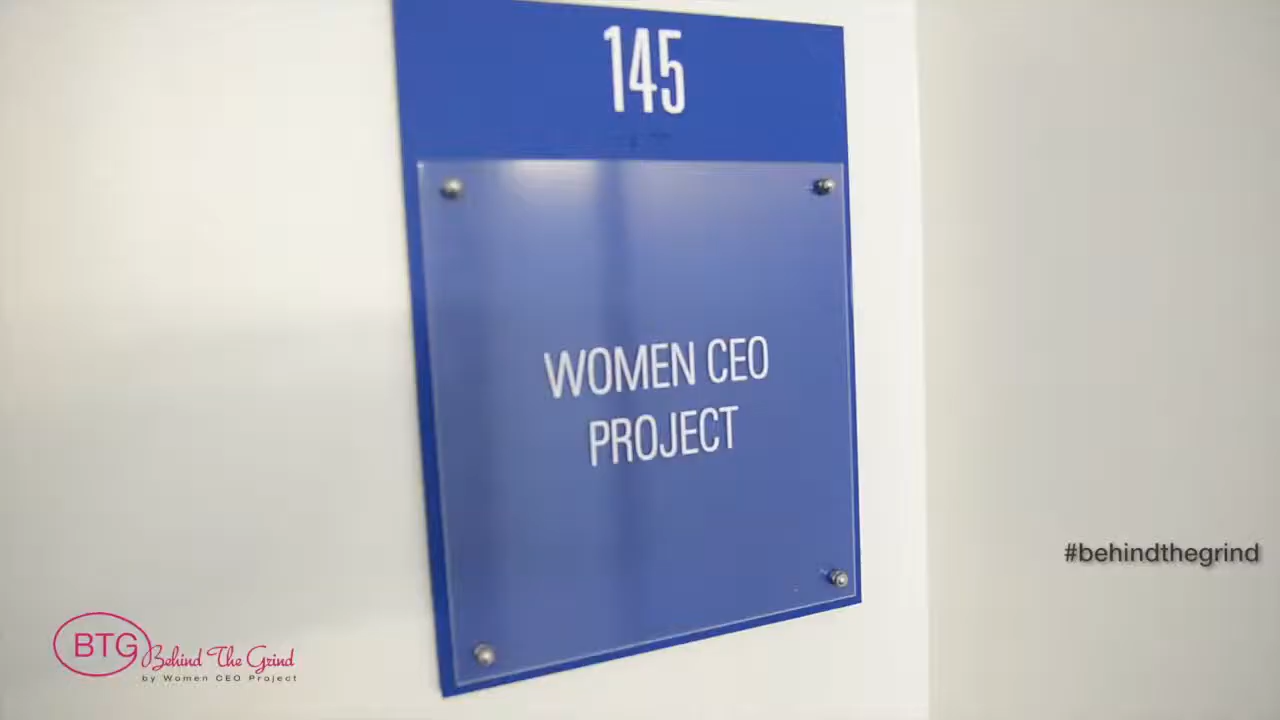 145
WOMEN CEO
PROJECT
#behindthegrind
BTG Behind The Grind
by Women CEO Project